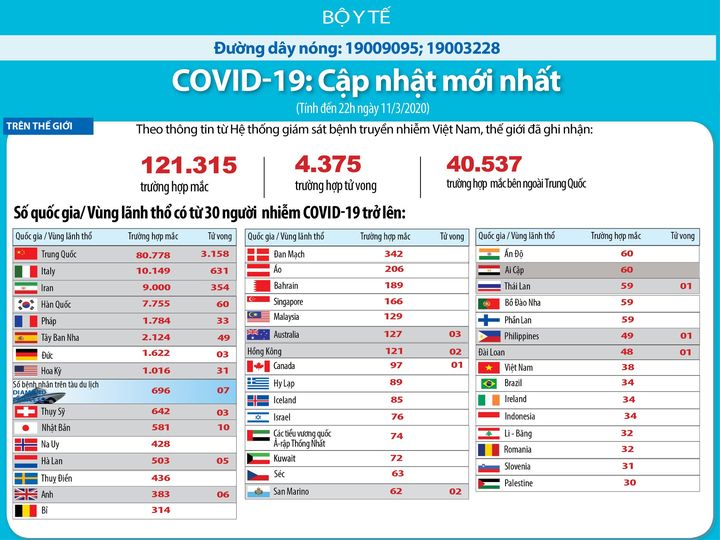 BỘ Y TẾ
Đường dây nóng: 19009095; 19003228
COVID-19: Cập nhật mới nhất
(Tính đến 22h ngày 11/3/2020)
TRÊN THẾ GIỚI
Theo thông tin từ Hệ thống giám sát bệnh truyền nhiễm Việt Nam, thế giới đã ghi nhận:
121.315
trường hợp mắc
4.375
trường hợp tử vong
40.537
trường hợp mắc bên ngoài Trung Quốc
Số quốc gia/ Vùng lãnh thổ có từ 30 người nhiễm COVID-19 trở lên:
Quốc gia/ Vùng lãnh thổ Trường hợp mắc Tử vong
Trung Quốc 80.778 3.158
Italy 10.149 631
Iran 9.000 354
Hàn Quốc 7.755 60
Pháp 1.784 33
Tây Ban Nha 2.124 49
Đức 1.622 03
Hoa Kỳ 1.016 31
Số bệnh nhân trên tàu du lịch
DIAMOND
696 07
Thụy Sỹ 642 03
Nhật Bản 581 10
Na Uy 428
Hà Lan 503 05
Thụy Điển 436
Anh 383 06
Bỉ 314
Quốc gia/ Vùng lãnh thổ Trường hợp mắc Tử vong
Đan Mạch 342
Áo 206
Bahrain 189
Singapore 166
Malaysia 129
Australia 127 03
Hồng Kông 121 02
Canada 97 01
Hy Lạp 89
Iceland 85
Israel 76
Các tiểu vương quốc
Ả-rập Thống Nhất 74
Kuwait 72
Séc 63
San Marino 62 02
Quốc gia/ Vùng lãnh thổ Trường hợp mắc Tử vong
Ấn Độ 60
Ai Cập 60
Thái Lan 59 01
Bồ Đào Nha 59
Phần Lan 59
Philippines 49 01
Đài Loan 48 01
Việt Nam 38
Brazil 34
Ireland 34
Indonesia 34
Li - Băng 32
Romania 32
Slovenia 31
Palestine 30